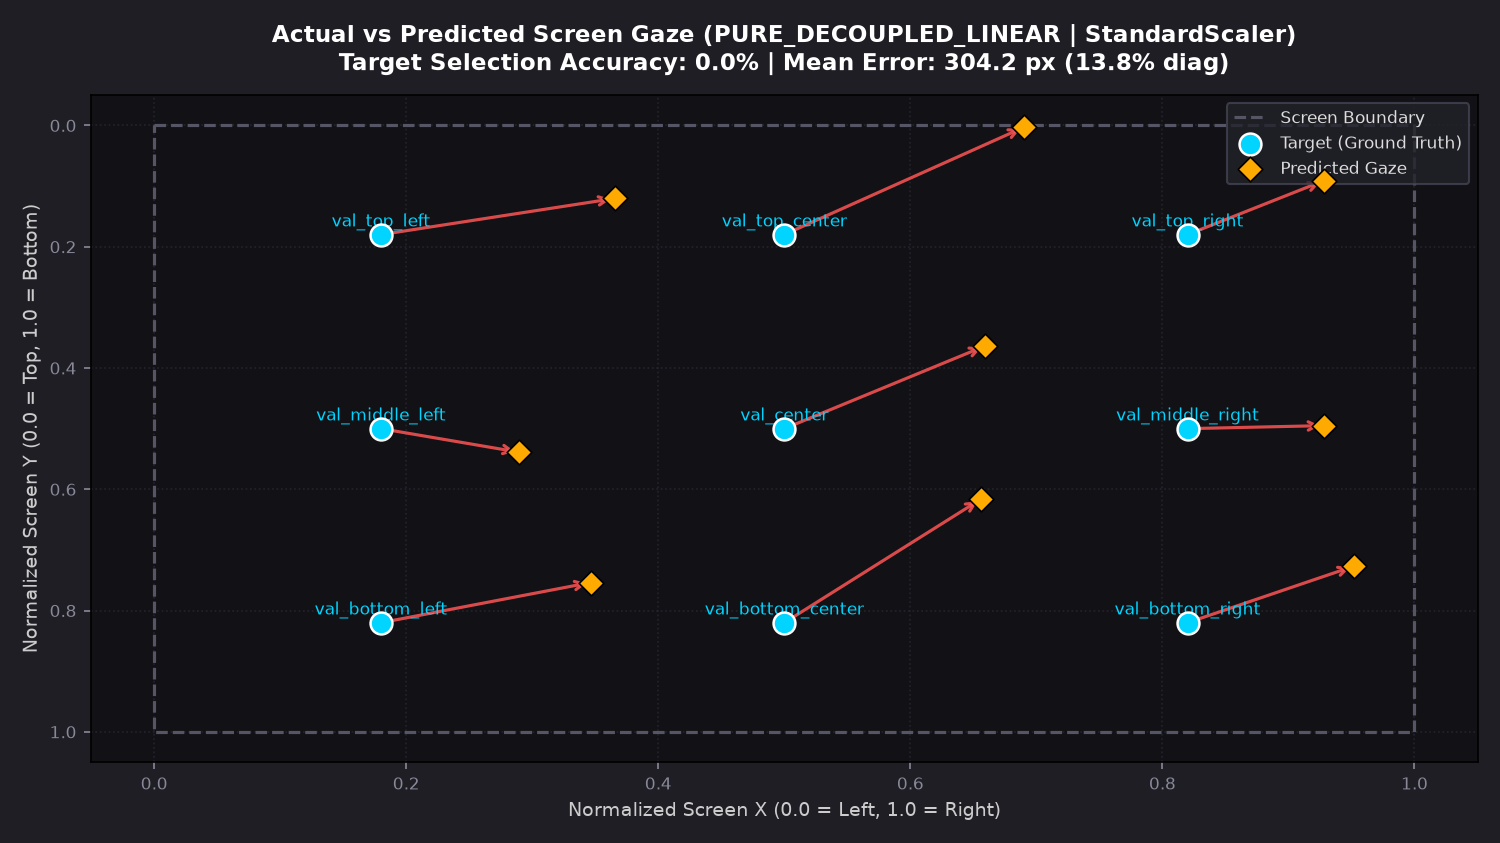 Actual vs Predicted Screen Gaze (PURE_DECOUPLED_LINEAR | StandardScaler)
Target Selection Accuracy: 0.0% | Mean Error: 304.2 px (13.8% diag)
Screen Boundary
Target (Ground Truth)
Predicted Gaze
val_top_left
val_top_center
val_top_right
val_middle_left
val_center
val_middle_right
val_bottom_left
val_bottom_center
val_bottom_right
0.0
0.2
0.4
0.6
0.8
1.0
Normalized Screen Y (0.0 = Top, 1.0 = Bottom)
0.0
0.2
0.4
0.6
0.8
1.0
Normalized Screen X (0.0 = Left, 1.0 = Right)